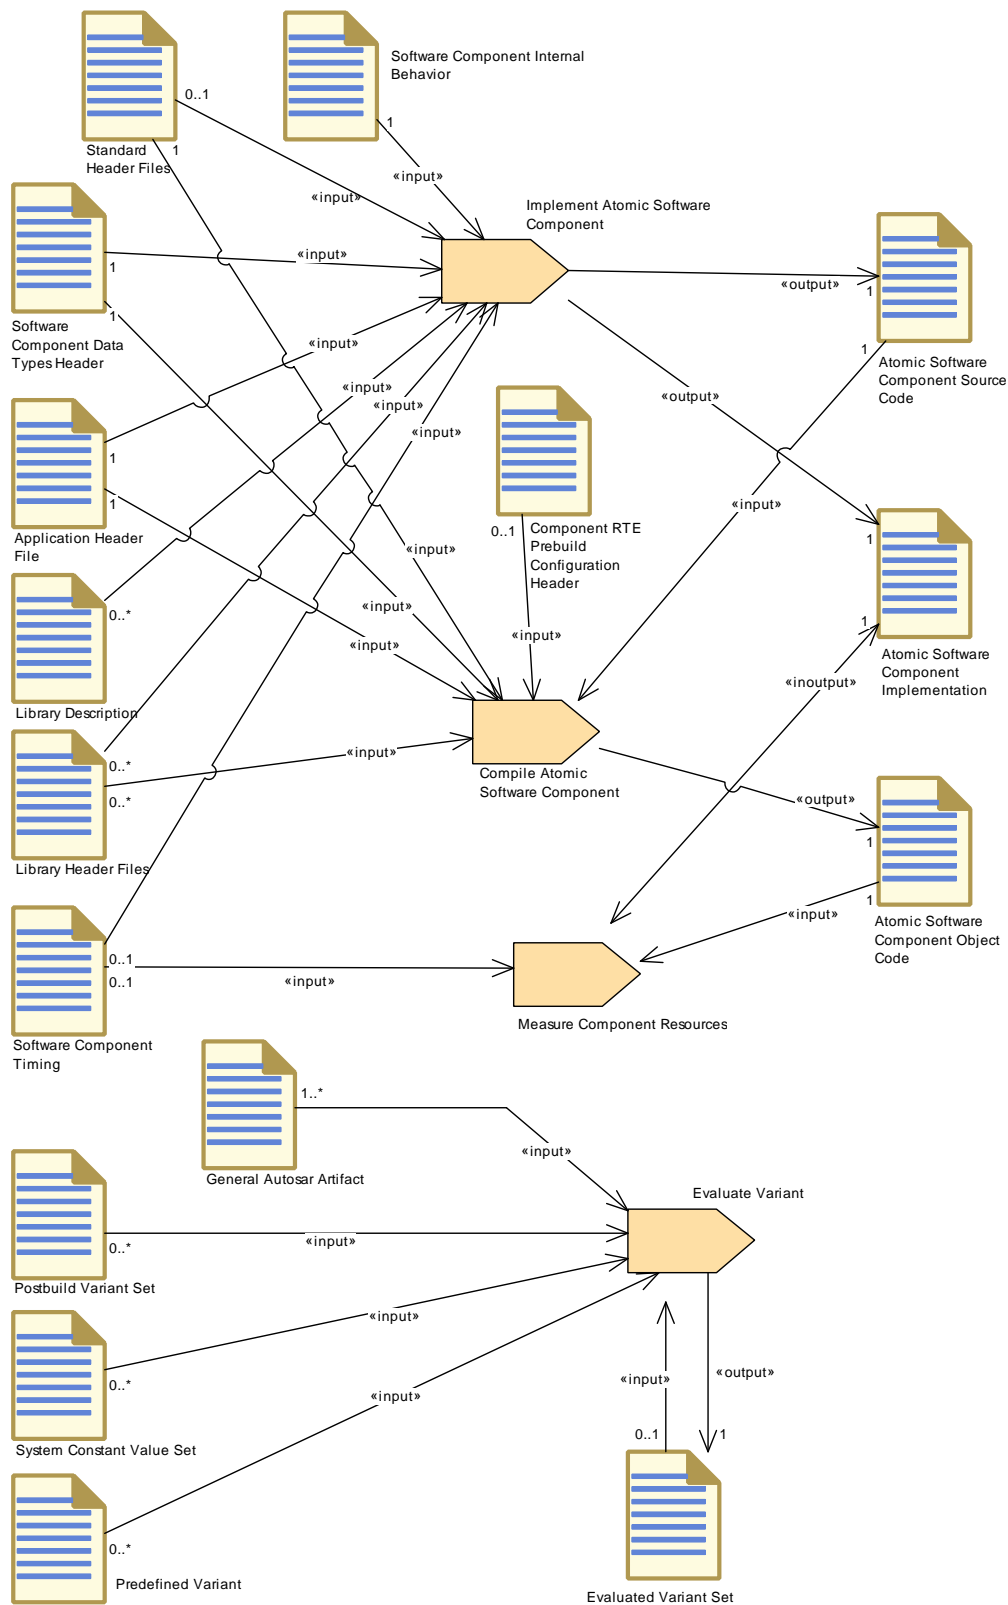 Software Component Internal
Behavior
0..1
1
Standard
Header Files
1
«input»
«input»
Implement Atomic Software
Component
«input»
1
«output»
1
1
Software
Component Data
Types Header
«input»
1
Atomic Software
Component Source
Code
«input»
«input»
«output»
«input»
1
Application Header
File
1
«input»
0..1
Component RTE
Prebuild
Configuration
Header
«input»
1
0..*
«input»
«input»
«input»
1
Atomic Software
Component
Implementation
«inoutput»
Library Description
0..*
0..*
«input»
Compile Atomic
Software Component
«output»
1
Library Header Files
1
«input»
Atomic Software
Component Object
Code
0..1
0..1
«input»
Measure Component Resources
Software Component
Timing
1..*
General Autosar Artifact
«input»
Evaluate Variant
0..*
«input»
Postbuild Variant Set
«input»
0..*
System Constant Value Set
«input»
«input»
«output»
0..1
1
0..*
Predefined Variant
Evaluated Variant Set